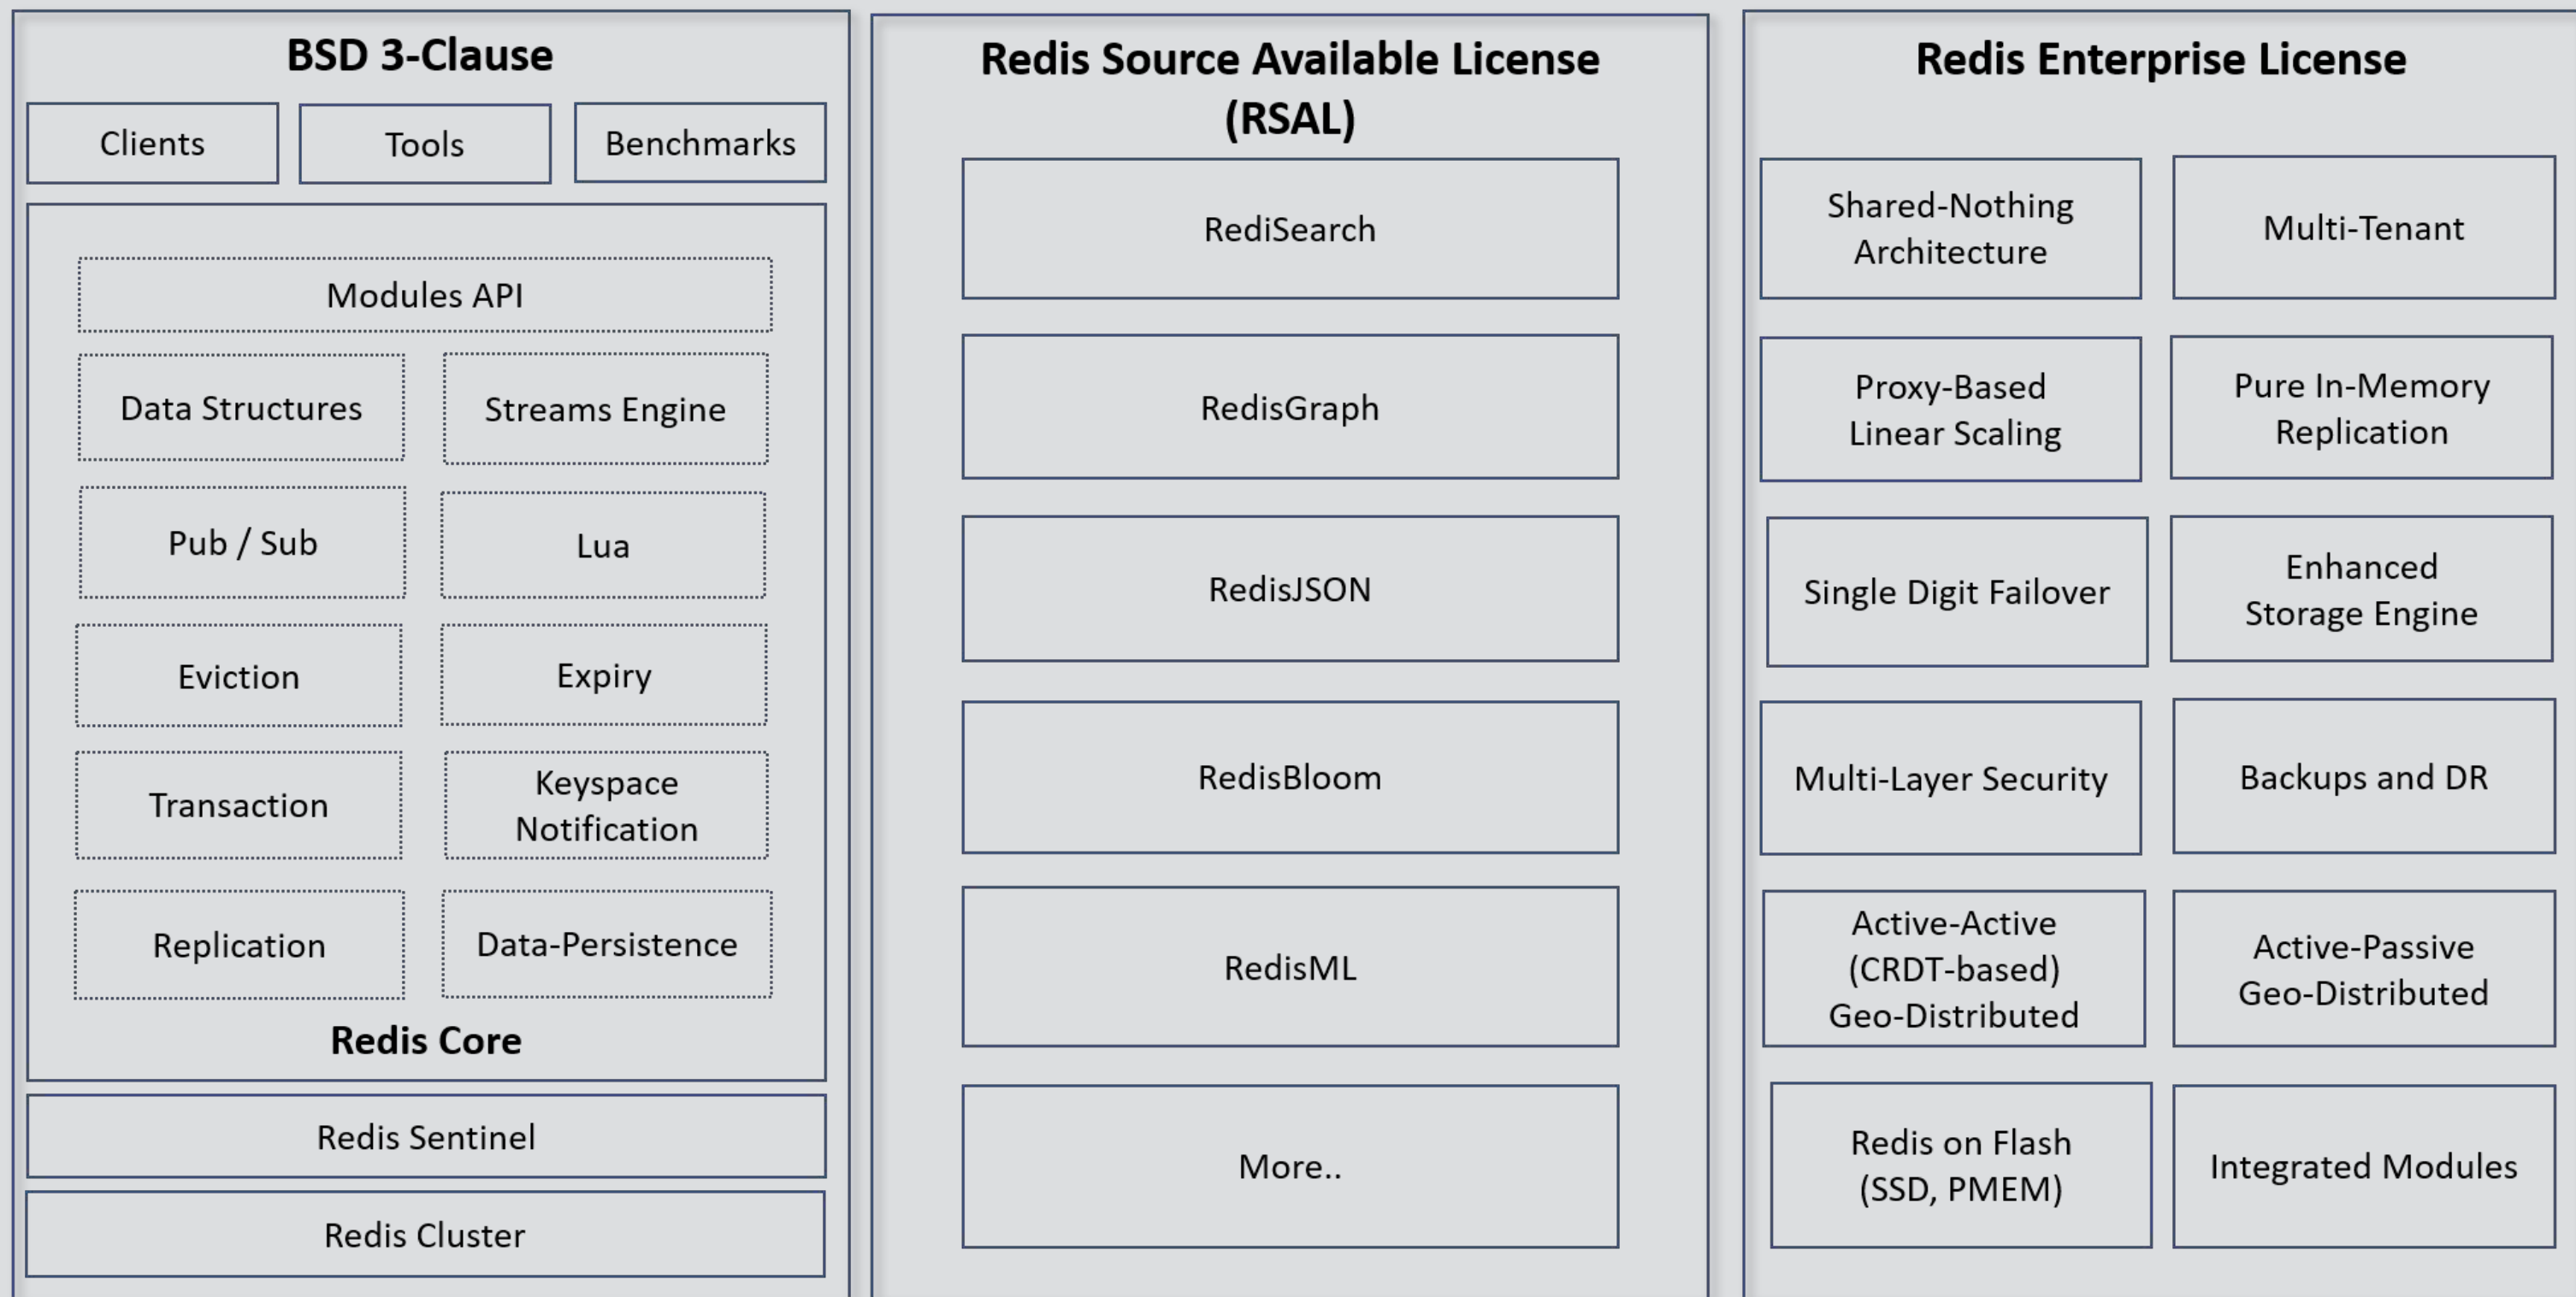 BSD 3-Clause
Clients
Tools
Benchmarks
Modules API
Data Structures
Streams Engine
Pub / Sub
Lua
Eviction
Expiry
Transaction
Keyspace
Notification
Replication
Data-Persistence
Redis Core
Redis Sentinel
Redis Cluster
Redis Source Available License
(RSAL)
RediSearch
RedisGraph
RedisJSON
RedisBloom
RedisML
More..
Redis Enterprise License
Shared-Nothing
Architecture
Multi-Tenant
Proxy-Based
Linear Scaling
Pure In-Memory
Replication
Single Digit Failover
Enhanced
Storage Engine
Multi-Layer Security
Backups and DR
Active-Active
(CRDT-based)
Geo-Distributed
Active-Passive
Geo-Distributed
Redis on Flash
(SSD, PMEM)
Integrated Modules